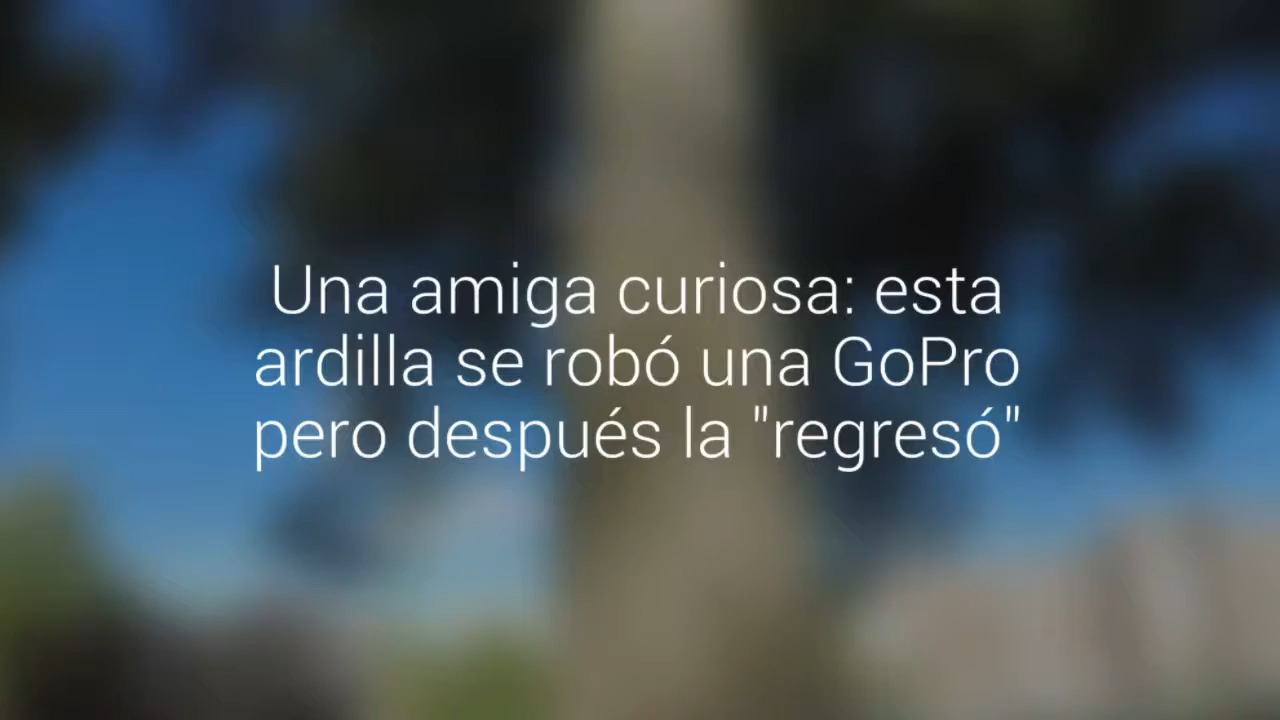 Una amiga curiosa: esta
ardilla se robó una GoPro
pero después la "regresó"